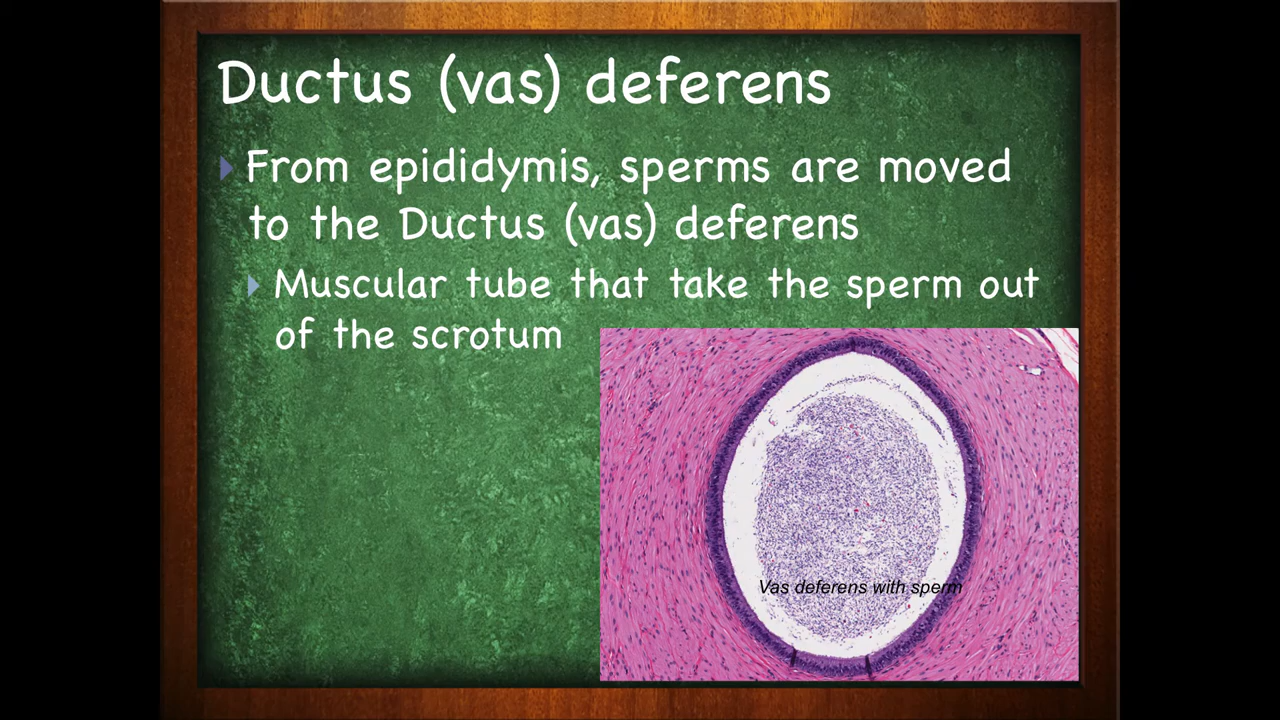 Ductus (vas) deferens
From epididymis, sperms are moved
to the Ductus (vas) deferens
Muscular tube that take the sperm out
of the scrotum
Vas deferens with sperm